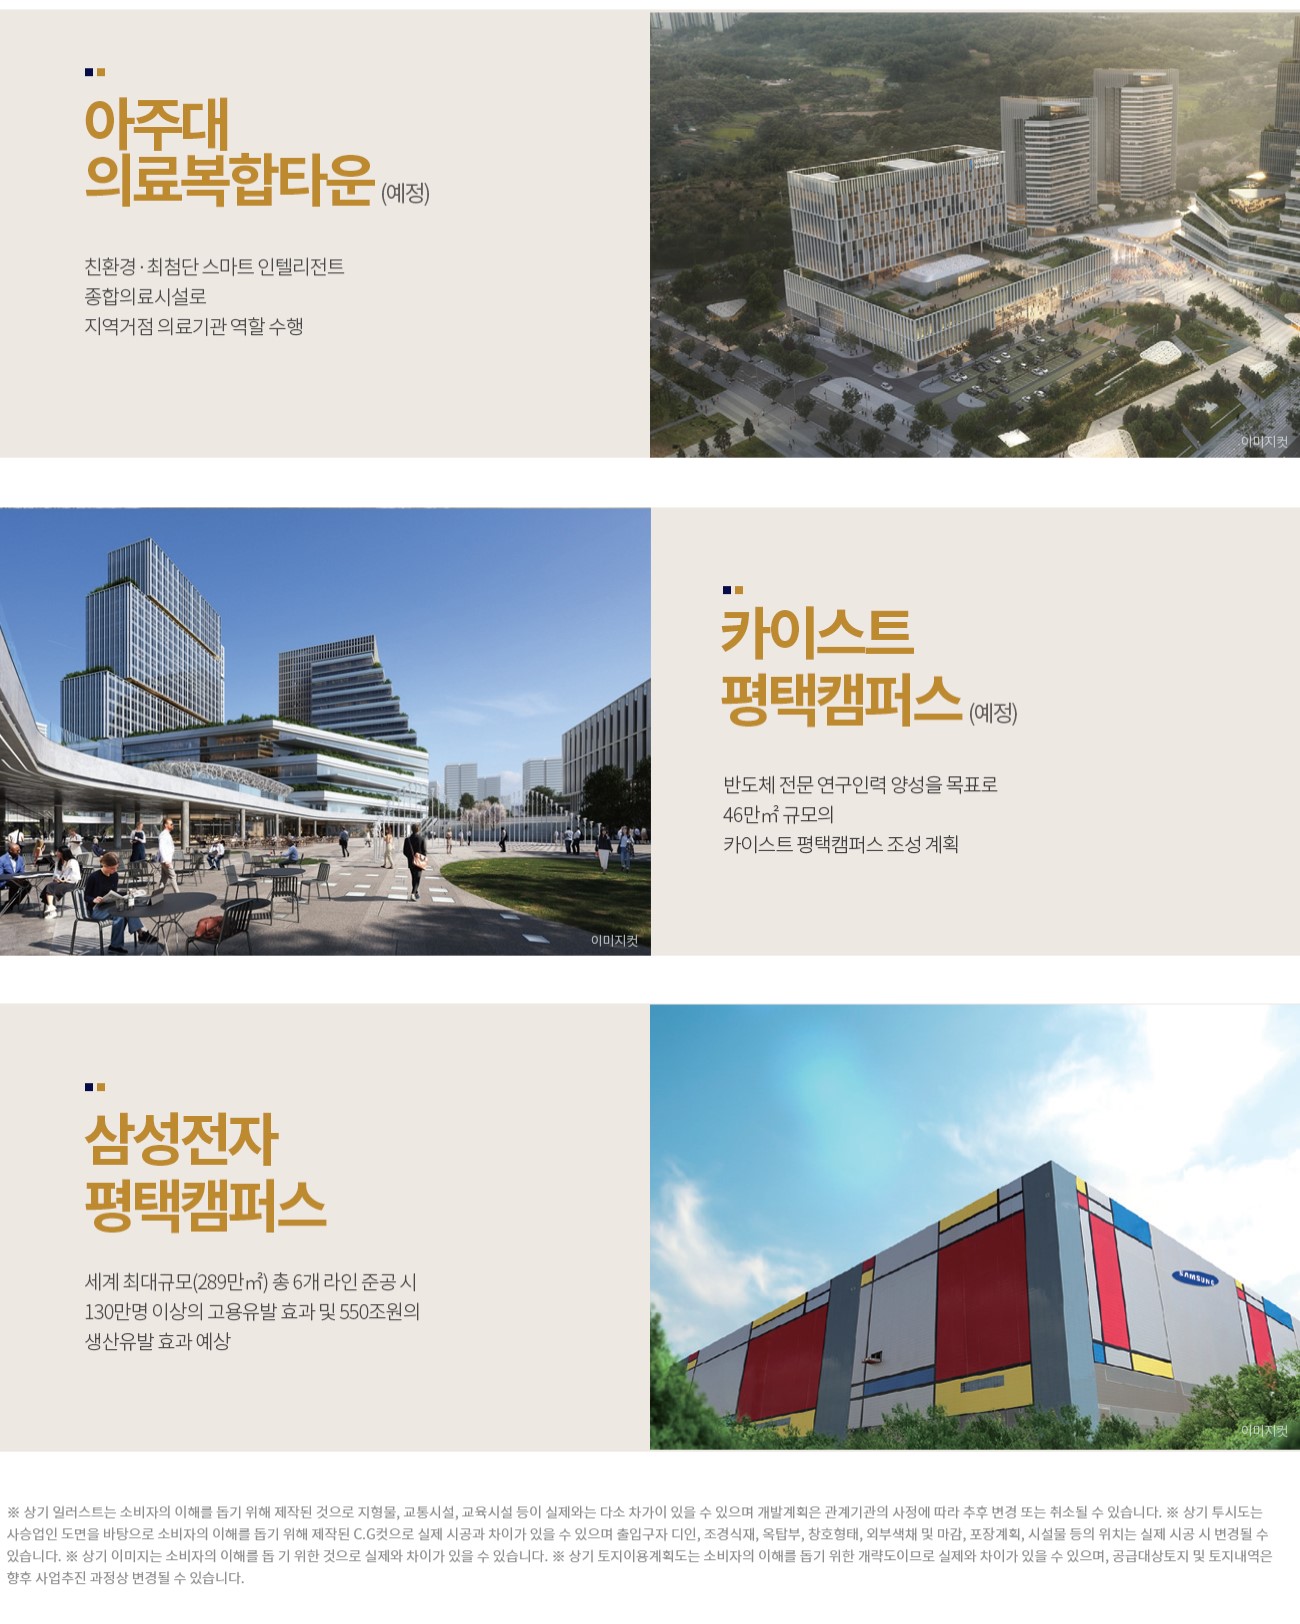 아주대
의료복합타운 (예정)
친환경·최첨단 스마트 인텔리전트
종합의료시설로
지역거점 의료기관 역할 수행
이미지컷
카이스트
평택캠퍼스 (예정)
반도체 전문 연구인력 양성을 목표로
46만㎡ 규모의
카이스트 평택캠퍼스 조성 계획
이미지컷
삼성전자
평택캠퍼스
세계 최대규모(289만㎡) 총 6개 라인 준공 시
130만명 이상의 고용유발 효과 및 550조원의
생산유발 효과 예상
SAMSUNG
이미지컷
※ 상기 일러스트는 소비자의 이해를 돕기 위해 제작된 것으로 지형물, 교통시설, 교육시설 등이 실제와는 다소 차가이 있을 수 있으며 개발계획은 관계기관의 사정에 따라 추후 변경 또는 취소될 수 있습니다. ※ 상기 투시도는
사승업인 도면을 바탕으로 소비자의 이해를 돕기 위해 제작된 C.G컷으로 실제 시공과 차이가 있을 수 있으며 출입구자 디인, 조경식재, 옥탑부, 창호형태, 외부색채 및 마감, 포장계획, 시설물 등의 위치는 실제 시공 시 변경될 수
있습니다. ※ 상기 이미지는 소비자의 이해를 돕 기 위한 것으로 실제와 차이가 있을 수 있습니다. ※ 상기 토지이용계획도는 소비자의 이해를 돕기 위한 개략도이므로 실제와 차이가 있을 수 있으며, 공급대상토지 및 토지내역은
향후 사업추진 과정상 변경될 수 있습니다.